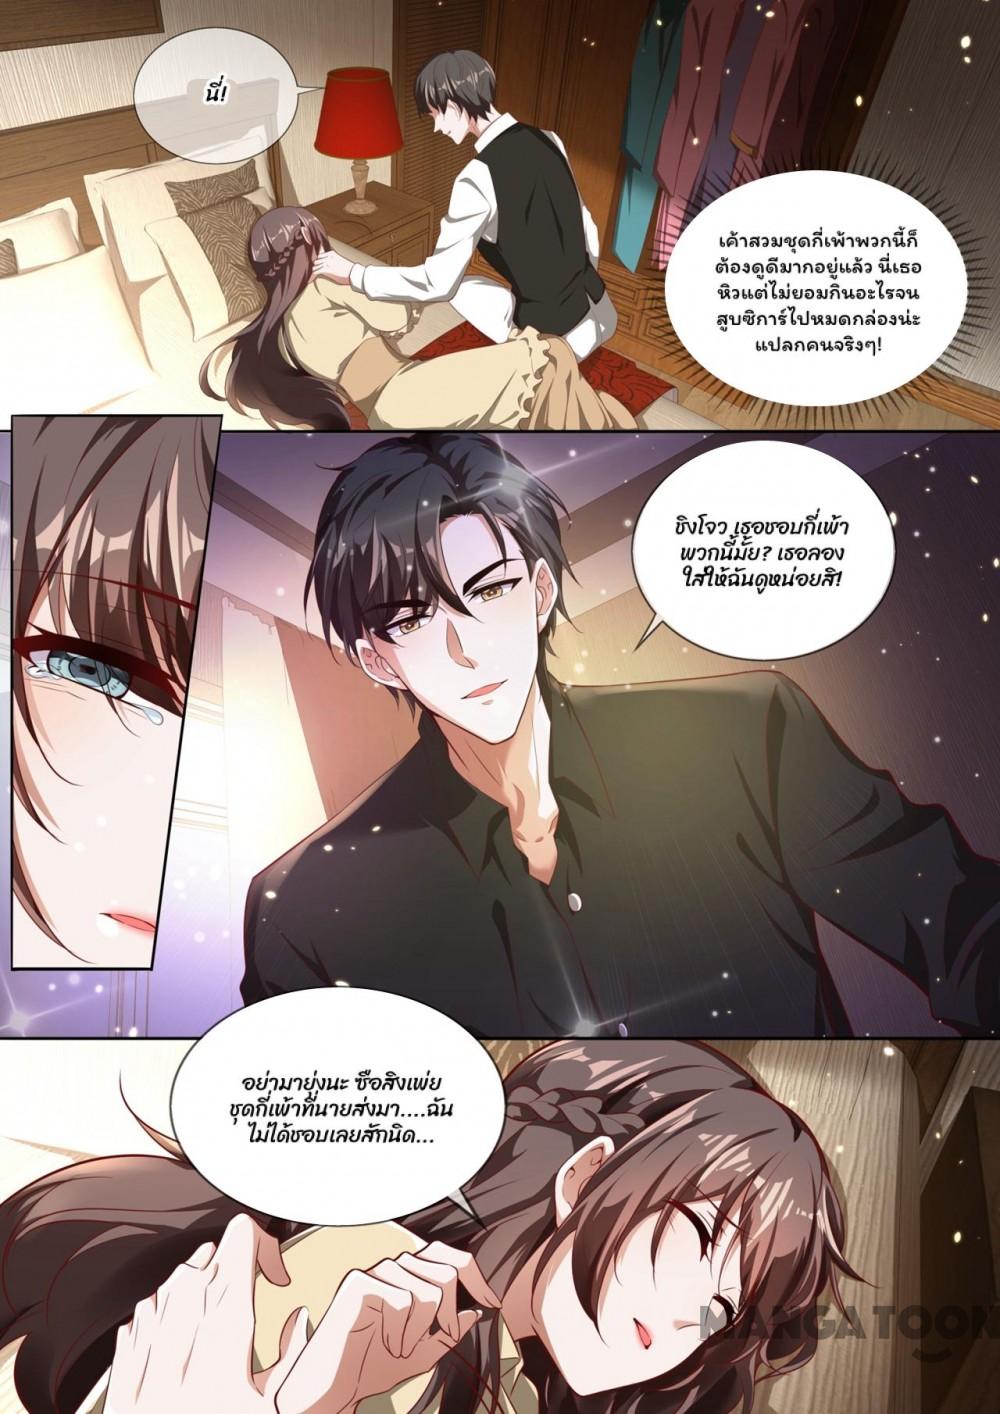 นี่!
เค้าสวมชุดกี่เพ้าพวกนี้ก็
ต้องดูดีมากอยู่แล้ว นี่เธอ
หิวแต่ไม่ยอมกินอะไรจน
สูบซิการ์ไปหมดกล่องน่ะ
แปลกคนจริงๆ!
ชิงโจว เธอชอบกี่เพ้า
พวกนี้มั้ย? เธอลอง
ใส่ให้ฉันดูหน่อยสิ!
อย่ามายุ่งนะ ซือสิงเพ่ย
ชุดกี่เพ้าที่นายส่งมา....ฉัน
ไม่ได้ชอบเลยสักนิด...
MANGATOON